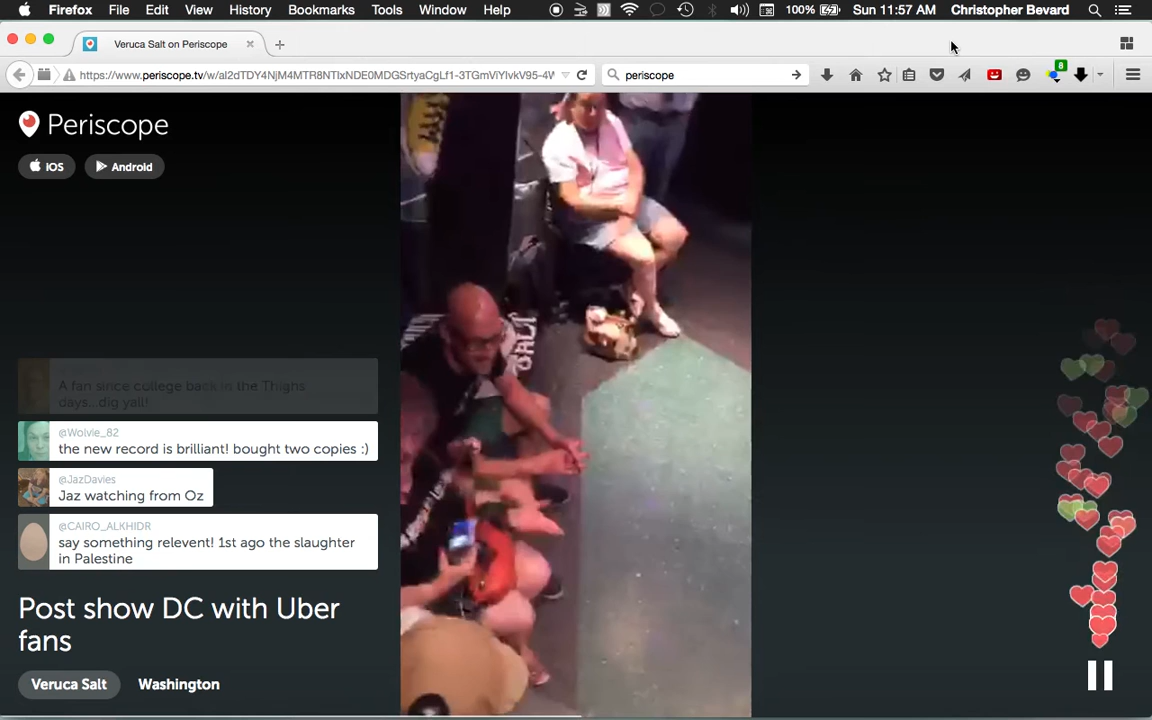 Firefox File Edit View History Bookmarks Tools Window Help 100% Sun 11:57 AM Christopher Bevard
Veruca Salt on Periscope
8
https://www.periscope.tv/w/
periscope
Periscope
iOS
Android
A fan since college back in the Thighs
days...dig yall!
@Wolvie_82
the new record is brilliant! bought two copies :)
@JazDavies
Jaz watching from Oz
@CAIRO_ALKHIDR
say something relevent! 1st ago the slaughter
in Palestine
Post show DC with Uber
fans
Veruca Salt Washington